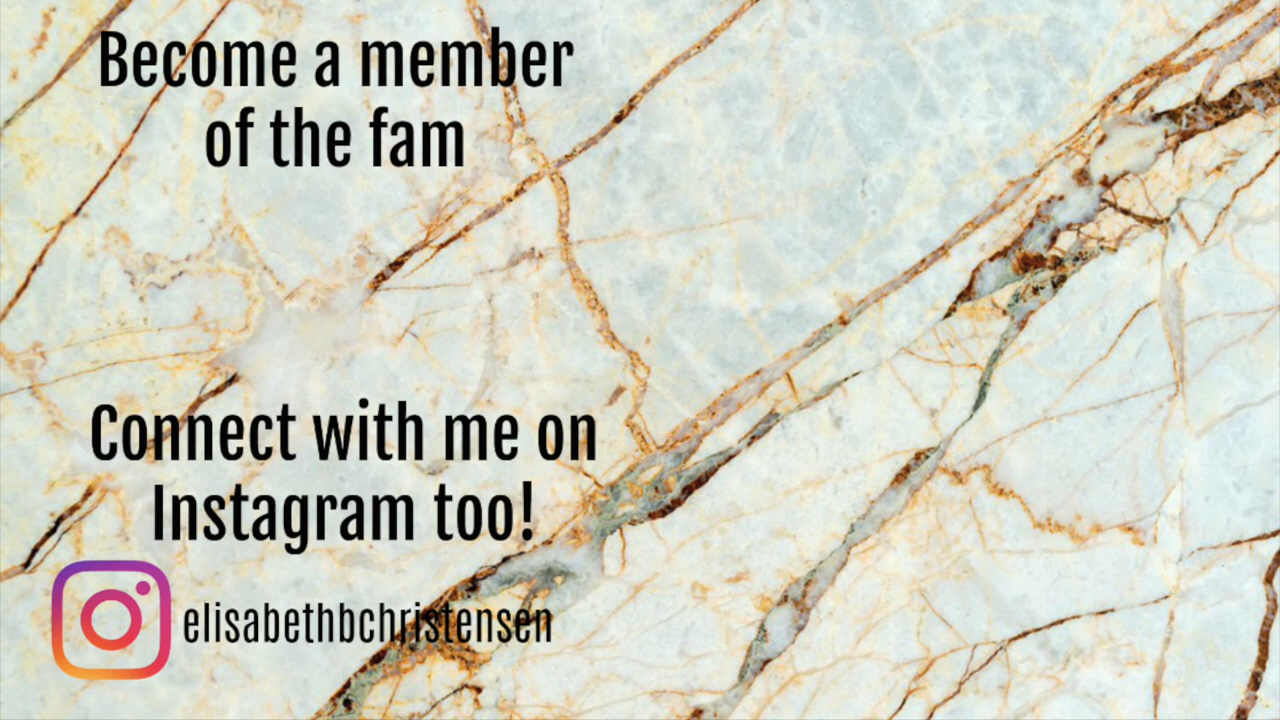 Become a member
of the fam
Connect with me on
Instagram too!
elisabethbchristensen